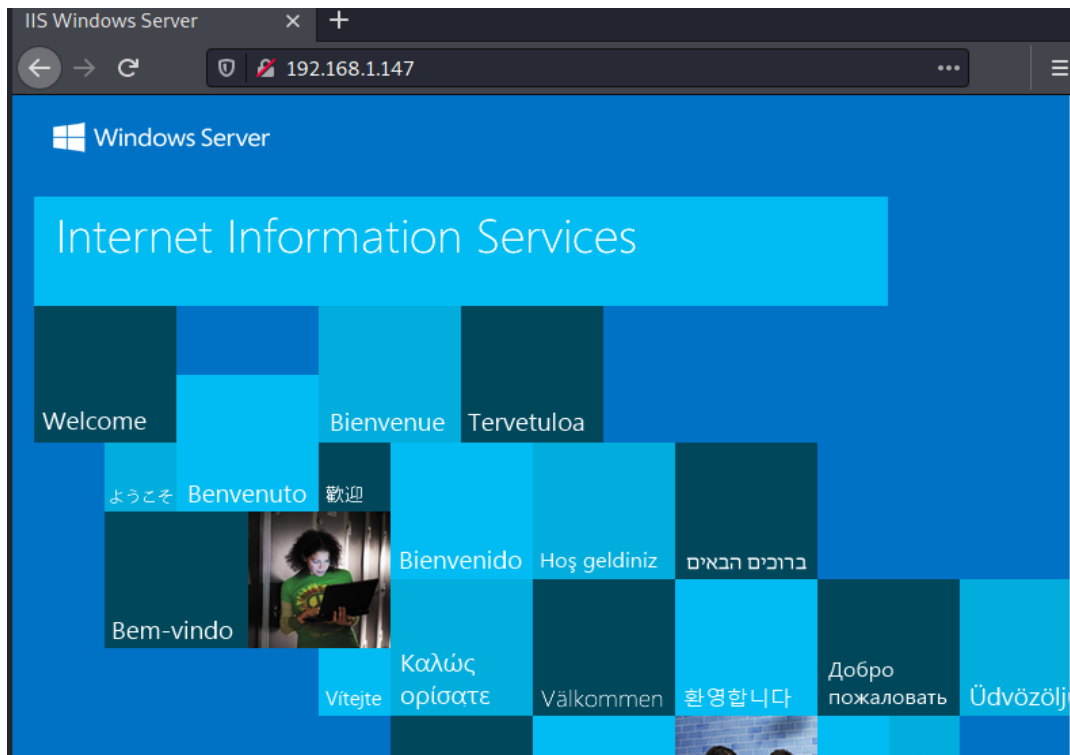 IIS Windows Server
192.168.1.147
Windows Server
Internet Information Services
Welcome
Bienvenue
Tervetuloa
ようこそ
Benvenuto
歡迎
Bienvenido
Hoş geldiniz
ברוכים הבאים
Bem-vindo
Vítejte
Καλώς
ορίσατε
Välkommen
환영합니다
Добро
пожаловать